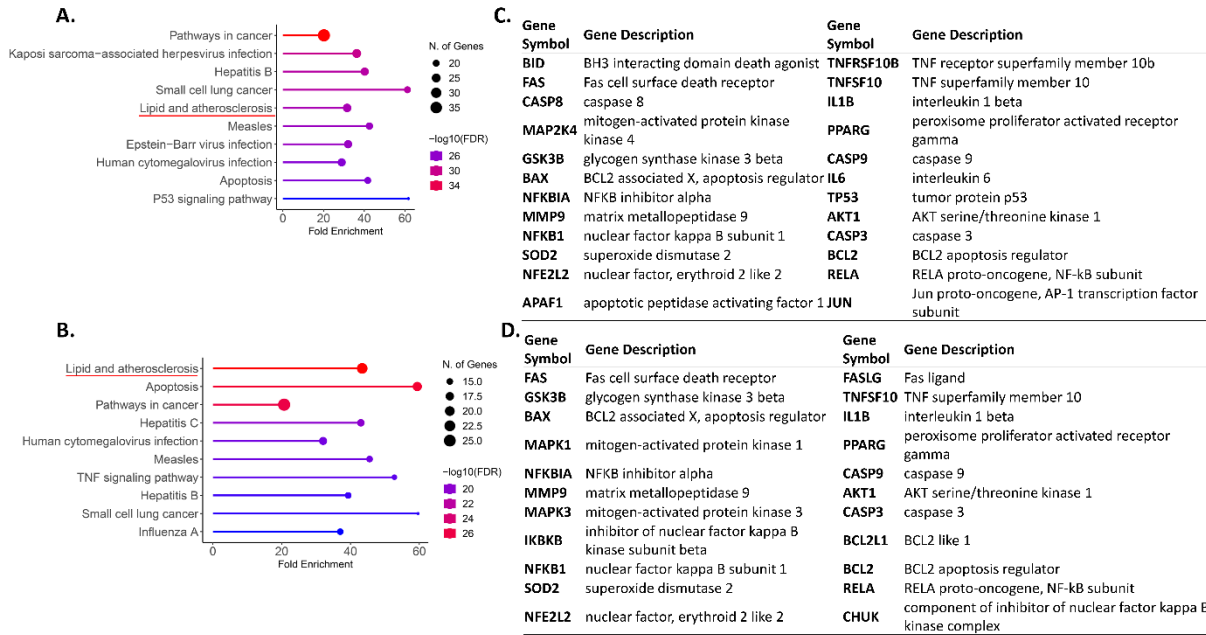 A.
Pathways in cancer
Kaposi sarcoma−associated herpesvirus infection
Hepatitis B
Small cell lung cancer
Lipid and atherosclerosis
Measles
Epstein−Barr virus infection
Human cytomegalovirus infection
Apoptosis
P53 signaling pathway
0 20 40 60
Fold Enrichment
N. of Genes
20
25
30
35
−log10(FDR)
26
30
34
C.
Gene Symbol Gene Description Gene Symbol Gene Description
BID BH3 interacting domain death agonist TNFRSF10B TNF receptor superfamily member 10b
FAS Fas cell surface death receptor TNFSF10 TNF superfamily member 10
CASP8 caspase 8 IL1B interleukin 1 beta
MAP2K4 mitogen-activated protein kinase kinase 4 PPARG peroxisome proliferator activated receptor gamma
GSK3B glycogen synthase kinase 3 beta CASP9 caspase 9
BAX BCL2 associated X, apoptosis regulator IL6 interleukin 6
NFKBIA NFKB inhibitor alpha TP53 tumor protein p53
MMP9 matrix metallopeptidase 9 AKT1 AKT serine/threonine kinase 1
NFKB1 nuclear factor kappa B subunit 1 CASP3 caspase 3
SOD2 superoxide dismutase 2 BCL2 BCL2 apoptosis regulator
NFE2L2 nuclear factor, erythroid 2 like 2 RELA RELA proto-oncogene, NF-kB subunit
APAF1 apoptotic peptidase activating factor 1 JUN Jun proto-oncogene, AP-1 transcription factor subunit
B.
Lipid and atherosclerosis
Apoptosis
Pathways in cancer
Hepatitis C
Human cytomegalovirus infection
Measles
TNF signaling pathway
Hepatitis B
Small cell lung cancer
Influenza A
0 20 40 60
Fold Enrichment
N. of Genes
15.0
17.5
20.0
22.5
25.0
−log10(FDR)
20
22
24
26
D.
Gene Symbol Gene Description Gene Symbol Gene Description
FAS Fas cell surface death receptor FASLG Fas ligand
GSK3B glycogen synthase kinase 3 beta TNFSF10 TNF superfamily member 10
BAX BCL2 associated X, apoptosis regulator IL1B interleukin 1 beta
MAPK1 mitogen-activated protein kinase 1 PPARG peroxisome proliferator activated receptor gamma
NFKBIA NFKB inhibitor alpha CASP9 caspase 9
MMP9 matrix metallopeptidase 9 AKT1 AKT serine/threonine kinase 1
MAPK3 mitogen-activated protein kinase 3 CASP3 caspase 3
IKBKB inhibitor of nuclear factor kappa B kinase subunit beta BCL2L1 BCL2 like 1
NFKB1 nuclear factor kappa B subunit 1 BCL2 BCL2 apoptosis regulator
SOD2 superoxide dismutase 2 RELA RELA proto-oncogene, NF-kB subunit
NFE2L2 nuclear factor, erythroid 2 like 2 CHUK component of inhibitor of nuclear factor kappa B kinase complex